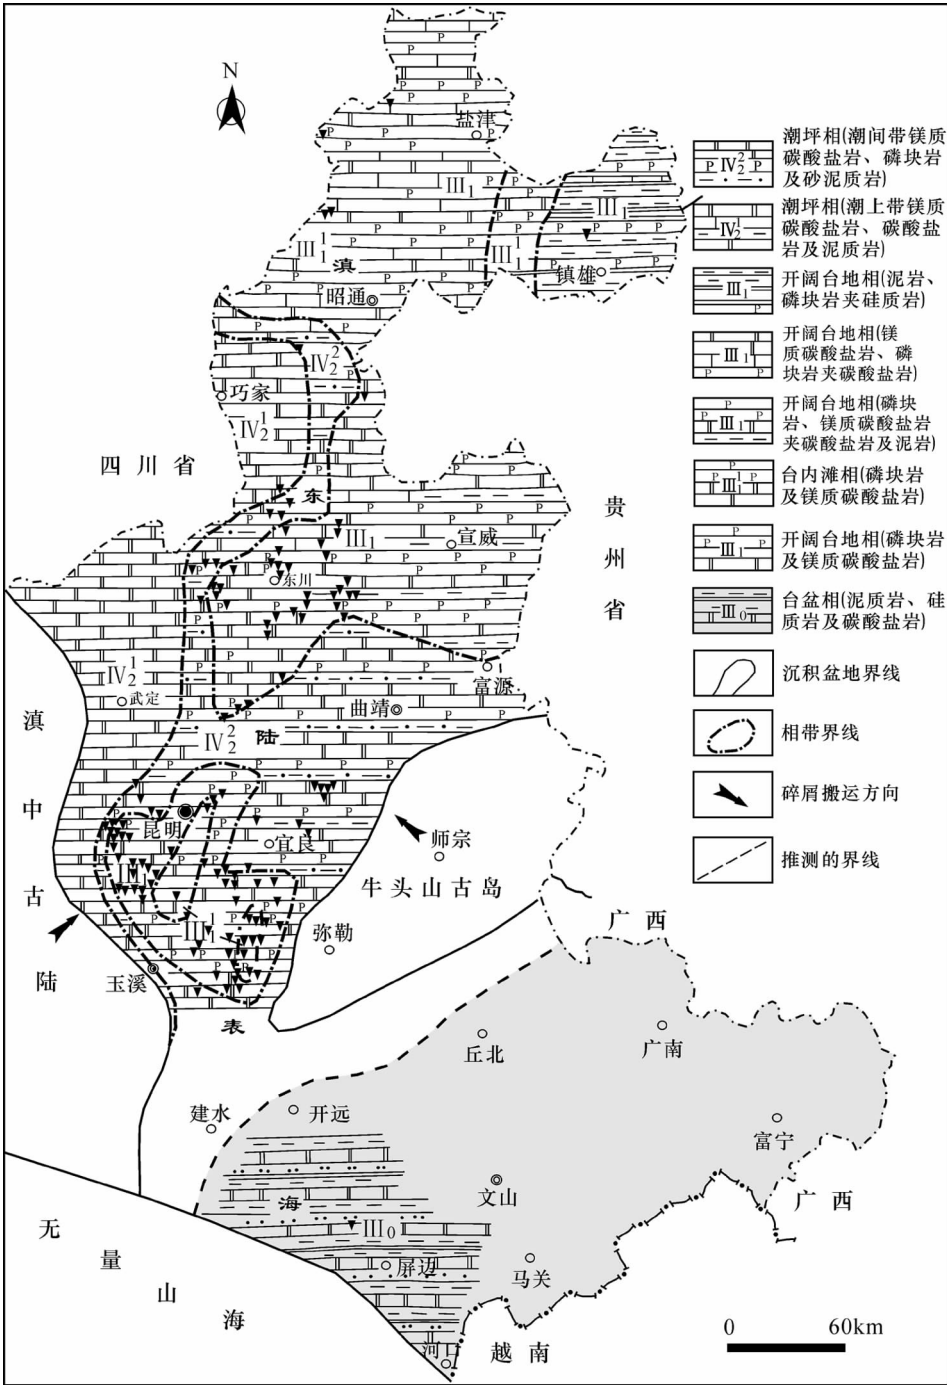 N
盐津
Ⅲ₁
Ⅲ₁
Ⅲ₁¹
Ⅲ₁¹
滇
镇雄
昭通
Ⅳ₂²
巧家
Ⅳ₂¹
四川省
东
Ⅲ₁
宣威
东川
贵
州
省
Ⅳ₂¹
武定
富源
曲靖
Ⅳ₂²
陆
滇
中
古
陆
昆明
宜良
师宗
牛头山古岛
Ⅲ₁
Ⅲ₁¹
弥勒
玉溪
表
广西
丘北
广南
建水
开远
富宁
文山
广西
海
Ⅲ₀
屏边
马关
河口
越南
无
量
山
海
0 60km
Ⅳ₂²
潮坪相(潮间带镁质
碳酸盐岩、磷块岩
及砂泥质岩)
Ⅳ₂¹
潮坪相(潮上带镁质
碳酸盐岩、碳酸盐
岩及泥质岩)
Ⅲ₁
开阔台地相(泥岩、
磷块岩夹硅质岩)
Ⅲ₁
开阔台地相(镁
质碳酸盐岩、磷
块岩夹碳酸盐岩)
Ⅲ₁
开阔台地相(磷块
岩、镁质碳酸盐岩
夹碳酸盐岩及泥岩)
Ⅲ₁¹
台内滩相(磷块岩
及镁质碳酸盐岩)
Ⅲ₁
开阔台地相(磷块岩
及镁质碳酸盐岩)
Ⅲ₀
台盆相(泥质岩、硅
质岩及碳酸盐岩)
沉积盆地界线
相带界线
碎屑搬运方向
推测的界线